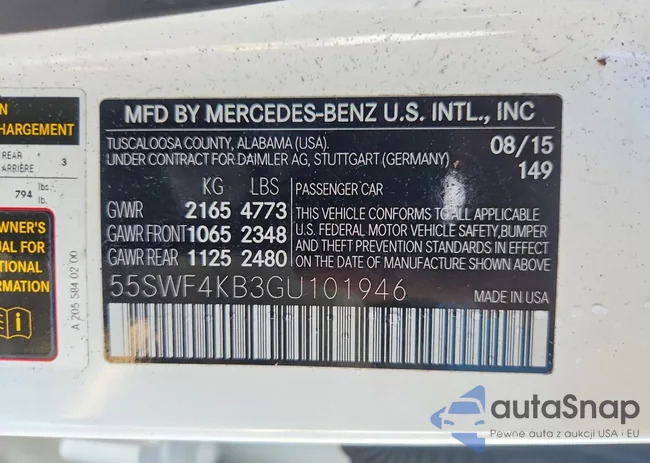 N
HARGEMENT
REAR
ARRIÈRE
3
lbs.
794 lb.
WNER'S
UAL FOR
TIONAL
RMATION
A 205 584 02 00
MFD BY MERCEDES-BENZ U.S. INTL., INC
TUSCALOOSA COUNTY, ALABAMA (USA).
UNDER CONTRACT FOR DAIMLER AG, STUTTGART (GERMANY)
08/15
149
KG LBS
GVWR 2165 4773
GAWR FRONT 1065 2348
GAWR REAR 1125 2480
PASSENGER CAR
THIS VEHICLE CONFORMS TO ALL APPLICABLE
U.S. FEDERAL MOTOR VEHICLE SAFETY, BUMPER
AND THEFT PREVENTION STANDARDS IN EFFECT
ON THE DATE OF MANUFACTURE SHOWN ABOVE
55SWF4KB3GU101946
MADE IN USA
autaSnap
Pewne auta z aukcji USA i EU